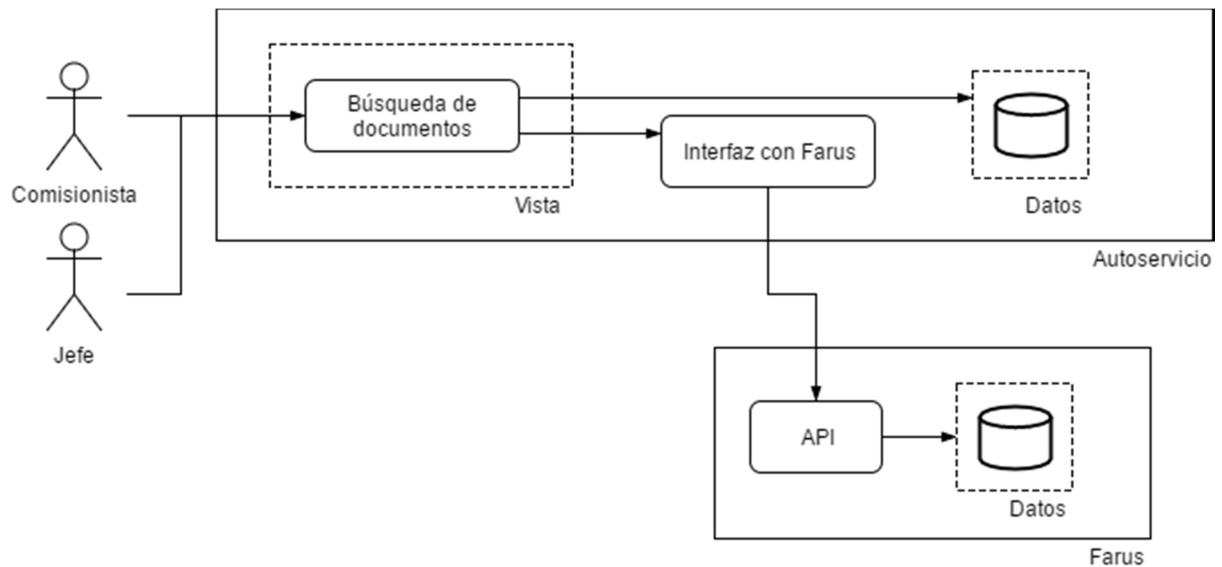 Búsqueda de
documentos
Interfaz con Farus
Comisionista
Vista
Datos
Autoservicio
Jefe
API
Datos
Farus